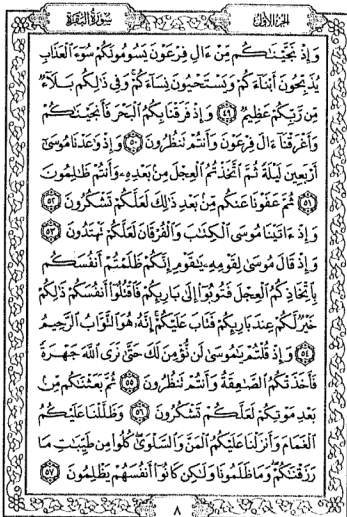 الجزء الأول سورة البقرة
وَإِذْ نَجَّيْنَٰكُم مِّنْ ءَالِ فِرْعَوْنَ يَسُومُونَكُمْ سُوٓءَ ٱلْعَذَابِ
يُذَبِّحُونَ أَبْنَآءَكُمْ وَيَسْتَحْيُونَ نِسَآءَكُمْ وَفِى ذَٰلِكُم بَلَآءٌ
مِّن رَّبِّكُمْ عَظِيمٌ ٤٩ وَإِذْ فَرَقْنَا بِكُمُ ٱلْبَحْرَ فَأَنجَيْنَٰكُمْ
وَأَغْرَقْنَآ ءَالَ فِرْعَوْنَ وَأَنتُمْ تَنظُرُونَ ٥٠ وَإِذْ وَٰعَدْنَا مُوسَىٰٓ
أَرْبَعِينَ لَيْلَةً ثُمَّ ٱتَّخَذْتُمُ ٱلْعِجْلَ مِنۢ بَعْدِهِۦ وَأَنتُمْ ظَٰلِمُونَ
٥١ ثُمَّ عَفَوْنَا عَنكُم مِّنۢ بَعْدِ ذَٰلِكَ لَعَلَّكُمْ تَشْكُرُونَ ٥٢
وَإِذْ ءَاتَيْنَا مُوسَى ٱلْكِتَٰبَ وَٱلْفُرْقَانَ لَعَلَّكُمْ تَهْتَدُونَ ٥٣
وَإِذْ قَالَ مُوسَىٰ لِقَوْمِهِۦ يَٰقَوْمِ إِنَّكُمْ ظَلَمْتُمْ أَنفُسَكُم
بِٱتِّخَاذِكُمُ ٱلْعِجْلَ فَتُوبُوٓا۟ إِلَىٰ بَارِئِكُمْ فَٱقْتُلُوٓا۟ أَنفُسَكُمْ ذَٰلِكُمْ
خَيْرٌ لَّكُمْ عِندَ بَارِئِكُمْ فَتَابَ عَلَيْكُمْ إِنَّهُۥ هُوَ ٱلتَّوَّابُ ٱلرَّحِيمُ
٥٤ وَإِذْ قُلْتُمْ يَٰمُوسَىٰ لَن نُّؤْمِنَ لَكَ حَتَّىٰ نَرَى ٱللَّهَ جَهْرَةً
فَأَخَذَتْكُمُ ٱلصَّٰعِقَةُ وَأَنتُمْ تَنظُرُونَ ٥٥ ثُمَّ بَعَثْنَٰكُم مِّنۢ
بَعْدِ مَوْتِكُمْ لَعَلَّكُمْ تَشْكُرُونَ ٥٦ وَظَلَّلْنَا عَلَيْكُمُ
ٱلْغَمَامَ وَأَنزَلْنَا عَلَيْكُمُ ٱلْمَنَّ وَٱلسَّلْوَىٰ كُلُوا۟ مِن طَيِّبَٰتِ مَا
رَزَقْنَٰكُمْ وَمَا ظَلَمُونَا وَلَٰكِن كَانُوٓا۟ أَنفُسَهُمْ يَظْلِمُونَ ٥٧
٨